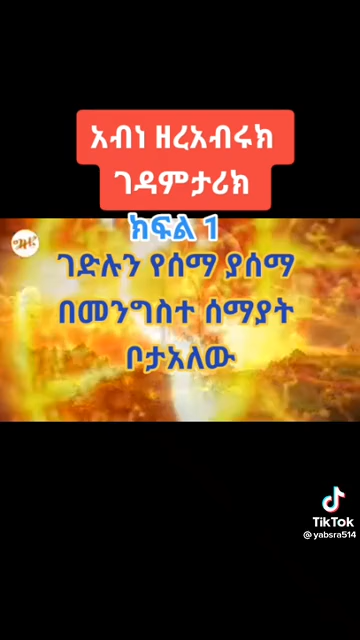 አብነ ዘረአብሩክ
ገዳምታሪክ
ክፍል 1
ገድሉን የሰማ ያሰማ
በመንግስተ ሰማያት
ቦታአለው
TikTok
@yabsra514